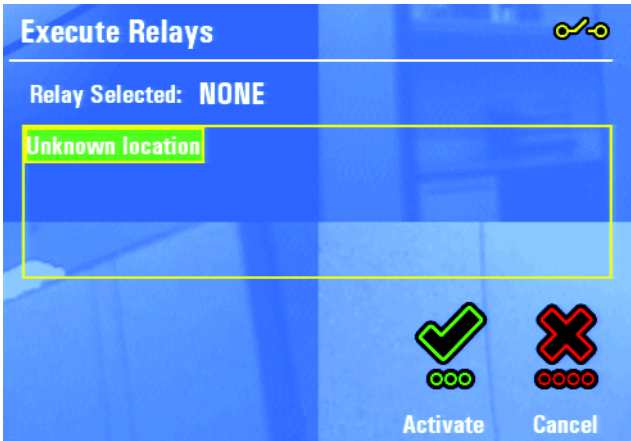 Execute Relays
Relay Selected: NONE
Unknown location
Activate Cancel